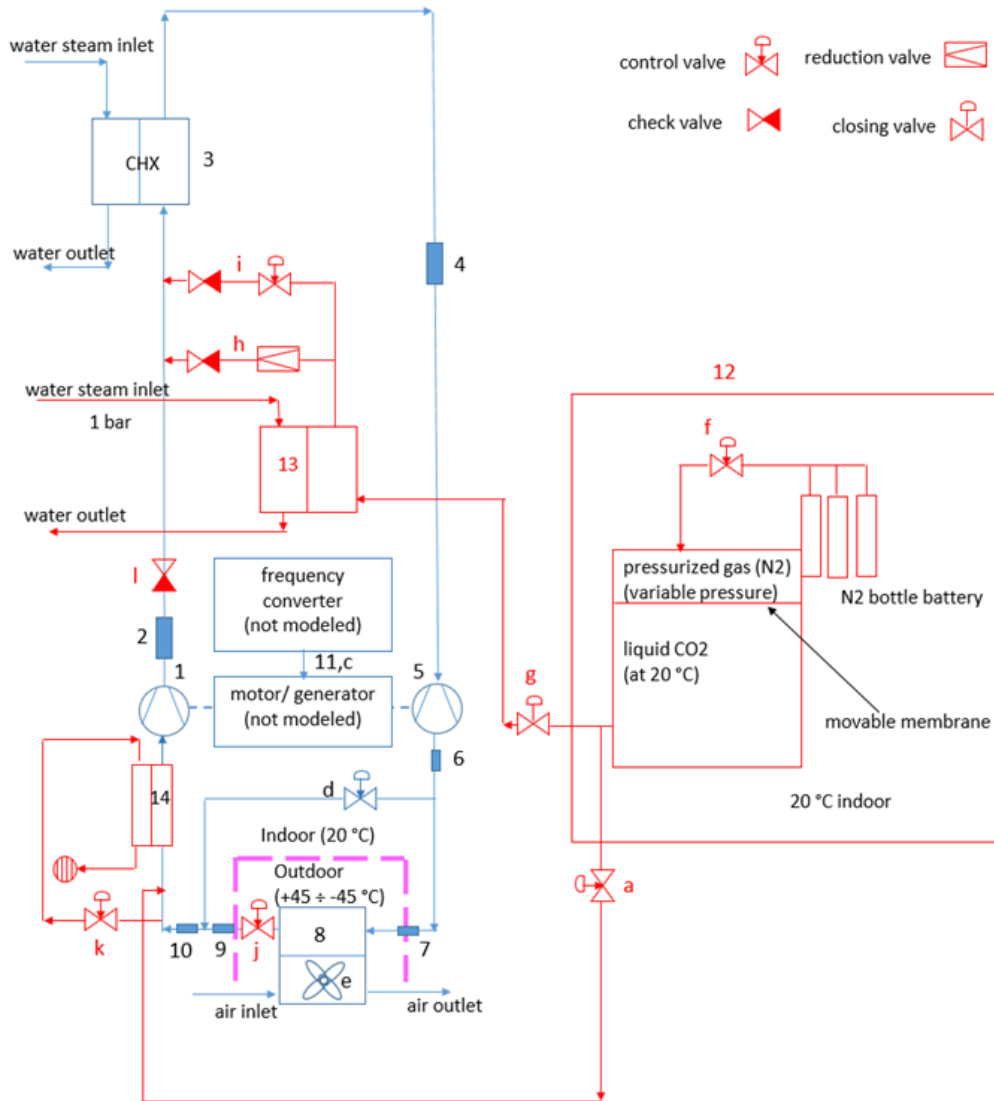 water steam inlet
control valve
reduction valve
check valve
closing valve
CHX
3
water outlet
4
i
h
water steam inlet
1 bar
13
water outlet
12
f
pressurized gas (N2)
(variable pressure)
N2 bottle battery
liquid CO2
(at 20 °C)
movable membrane
g
20 °C indoor
a
l
2
1
frequency
converter
(not modeled)
11,c
motor/ generator
(not modeled)
5
6
d
14
Indoor (20 °C)
Outdoor
(+45 ÷ -45 °C)
k
10
9
j
8
7
e
air inlet
air outlet